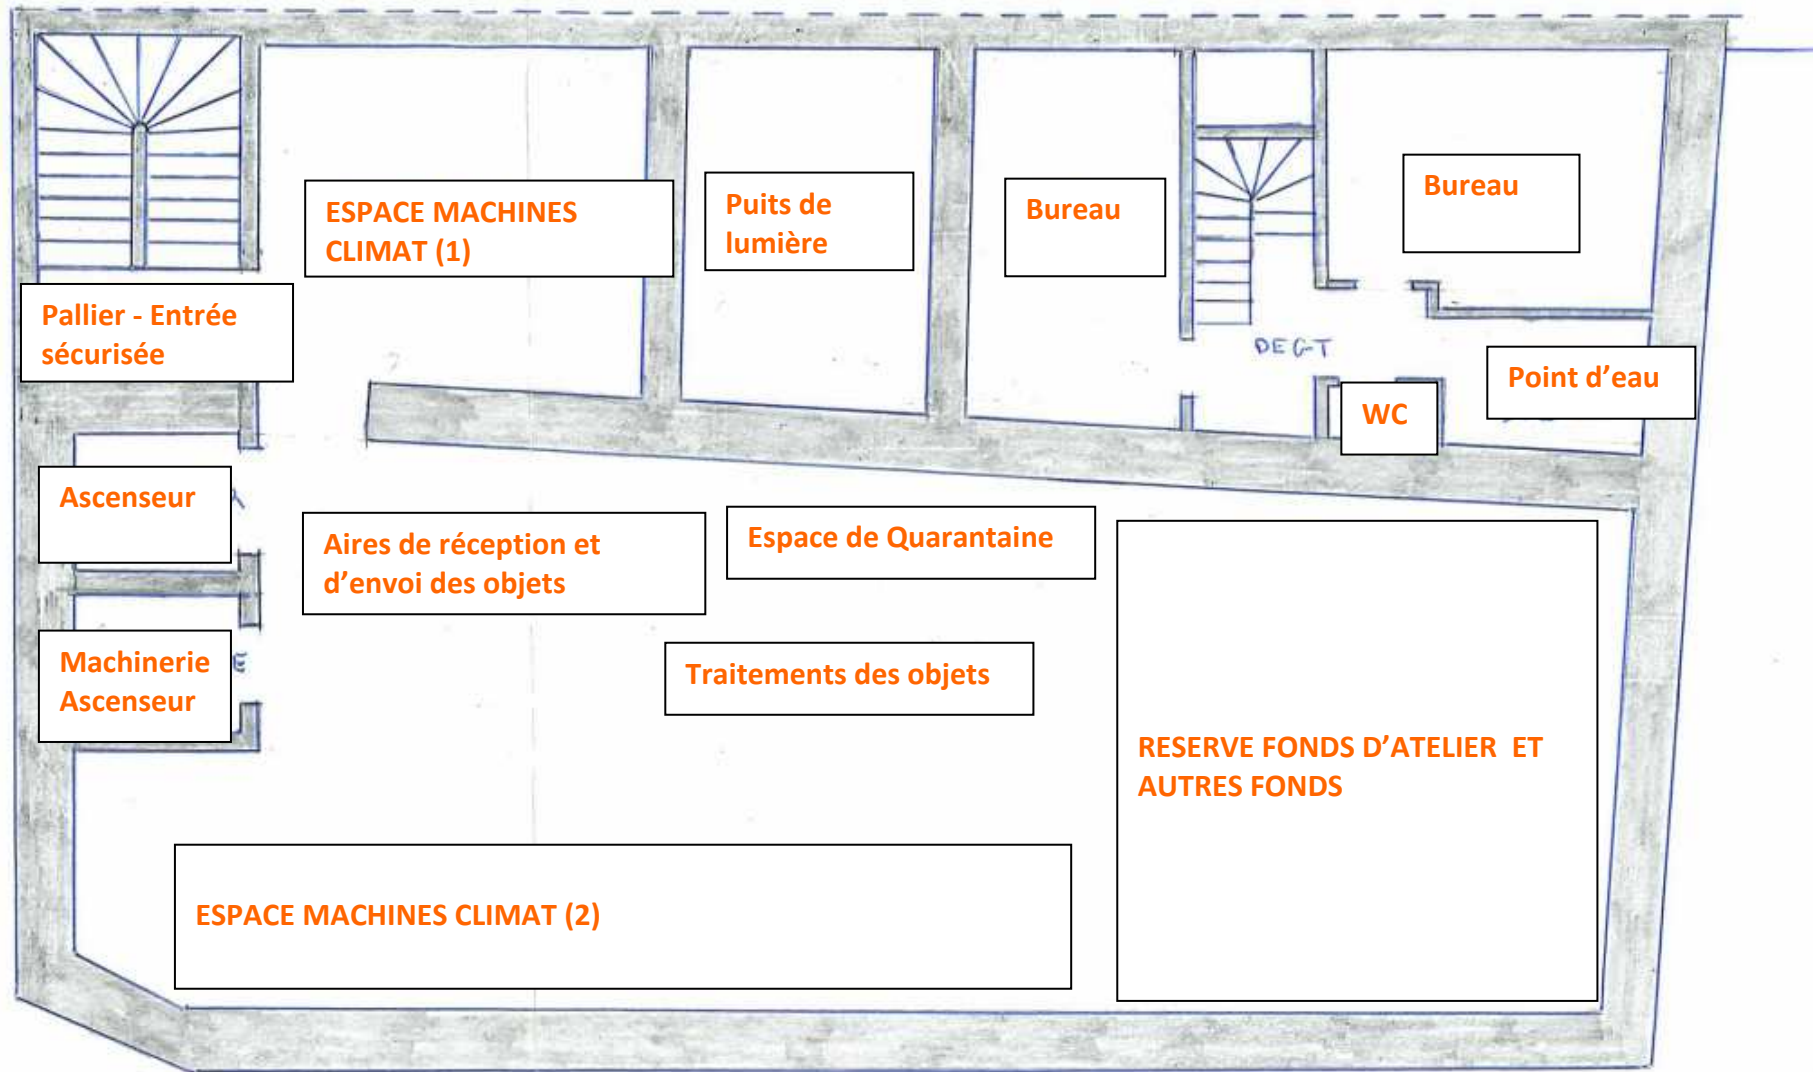 ESPACE MACHINES
CLIMAT (1)
Puits de
lumière
Bureau
Bureau
Pallier - Entrée
sécurisée
DEGT
Point d’eau
WC
Ascenseur
Aires de réception et
d’envoi des objets
Espace de Quarantaine
Machinerie
Ascenseur
Traitements des objets
RESERVE FONDS D’ATELIER ET
AUTRES FONDS
ESPACE MACHINES CLIMAT (2)